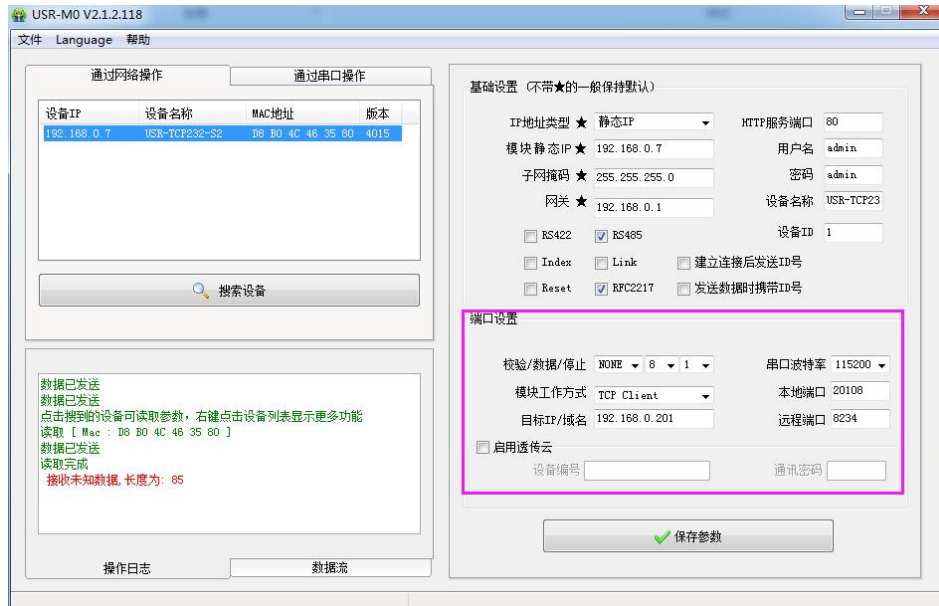 USR-M0 V2.1.2.118
文件 Language 帮助
通过网络操作 通过串口操作
设备IP 设备名称 MAC地址 版本
192.168.0.7 USR-TCP232-S2 D8 B0 4C 46 35 80 4015
搜索设备
数据已发送
数据已发送
点击搜到的设备可读取参数，右键点击设备列表显示更多功能
读取 [ Mac : D8 B0 4C 46 35 80 ]
数据已发送
读取完成
接收未知数据,长度为: 85
操作日志 数据流
基础设置 (不带★的一般保持默认)
IP地址类型 ★ 静态IP HTTP服务端口 80
模块静态IP★ 192.168.0.7 用户名 admin
子网掩码 ★ 255.255.255.0 密码 admin
网关 ★ 192.168.0.1 设备名称 USR-TCP23
RS422 RS485 设备ID 1
Index Link 建立连接后发送ID号
Reset RFC2217 发送数据时携带ID号
端口设置
校验/数据/停止 NONE 8 1 串口波特率 115200
模块工作方式 TCP Client 本地端口 20108
目标IP/域名 192.168.0.201 远程端口 8234
启用透传云
设备编号 通讯密码
保存参数